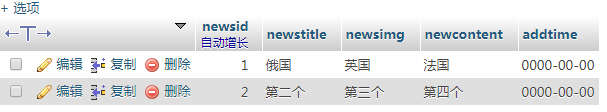 + 选项
←T→ newsid newstitle newsimg newcontent addtime
自动增长
编辑 复制 删除 1 俄国 英国 法国 0000-00-00
编辑 复制 删除 2 第二个 第三个 第四个 0000-00-00